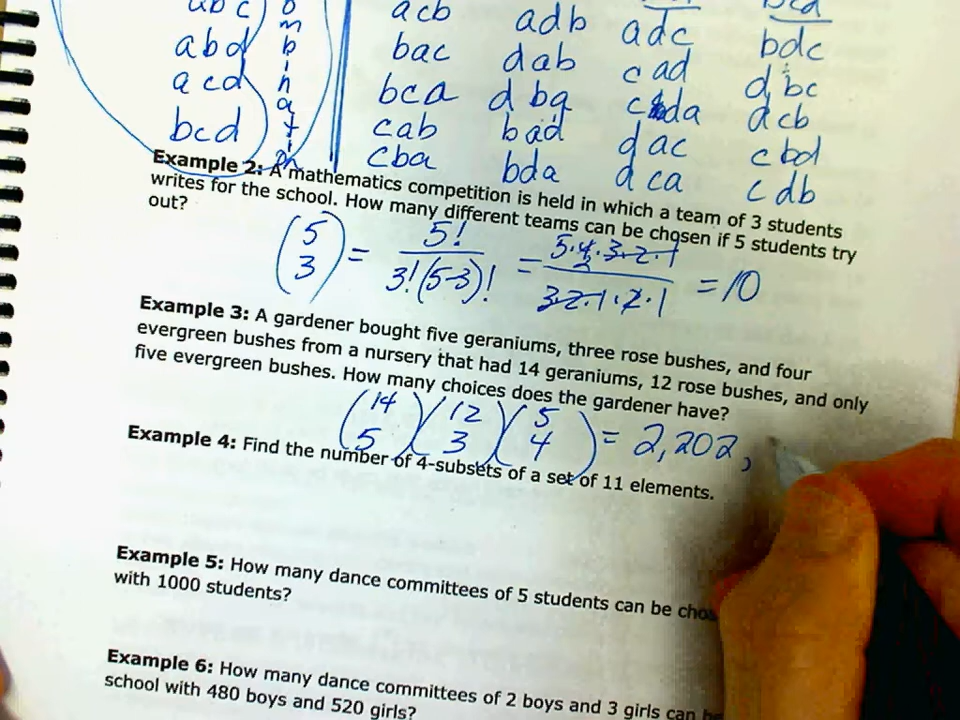 abc acb adb adc bcd
abd bac dab cad bdc
acd bca dba cbda dbc
bcd cab bad dac dcb
cba bda dca cbd
cdb
Example 2: A mathematics competition is held in which a team of 3 students
writes for the school. How many different teams can be chosen if 5 students try
out?
(5 3) = 5! / 3!(5-3)! = 5·4·3·2·1 / 3·2·1·2·1 = 10
Example 3: A gardener bought five geraniums, three rose bushes, and four
evergreen bushes from a nursery that had 14 geraniums, 12 rose bushes, and only
five evergreen bushes. How many choices does the gardener have?
(14 5)(12 3)(5 4) = 2,202,
Example 4: Find the number of 4-subsets of a set of 11 elements.
Example 5: How many dance committees of 5 students can be
with 1000 students?
Example 6: How many dance committees of 2 boys and 3 girls can
school with 480 boys and 520 girls?